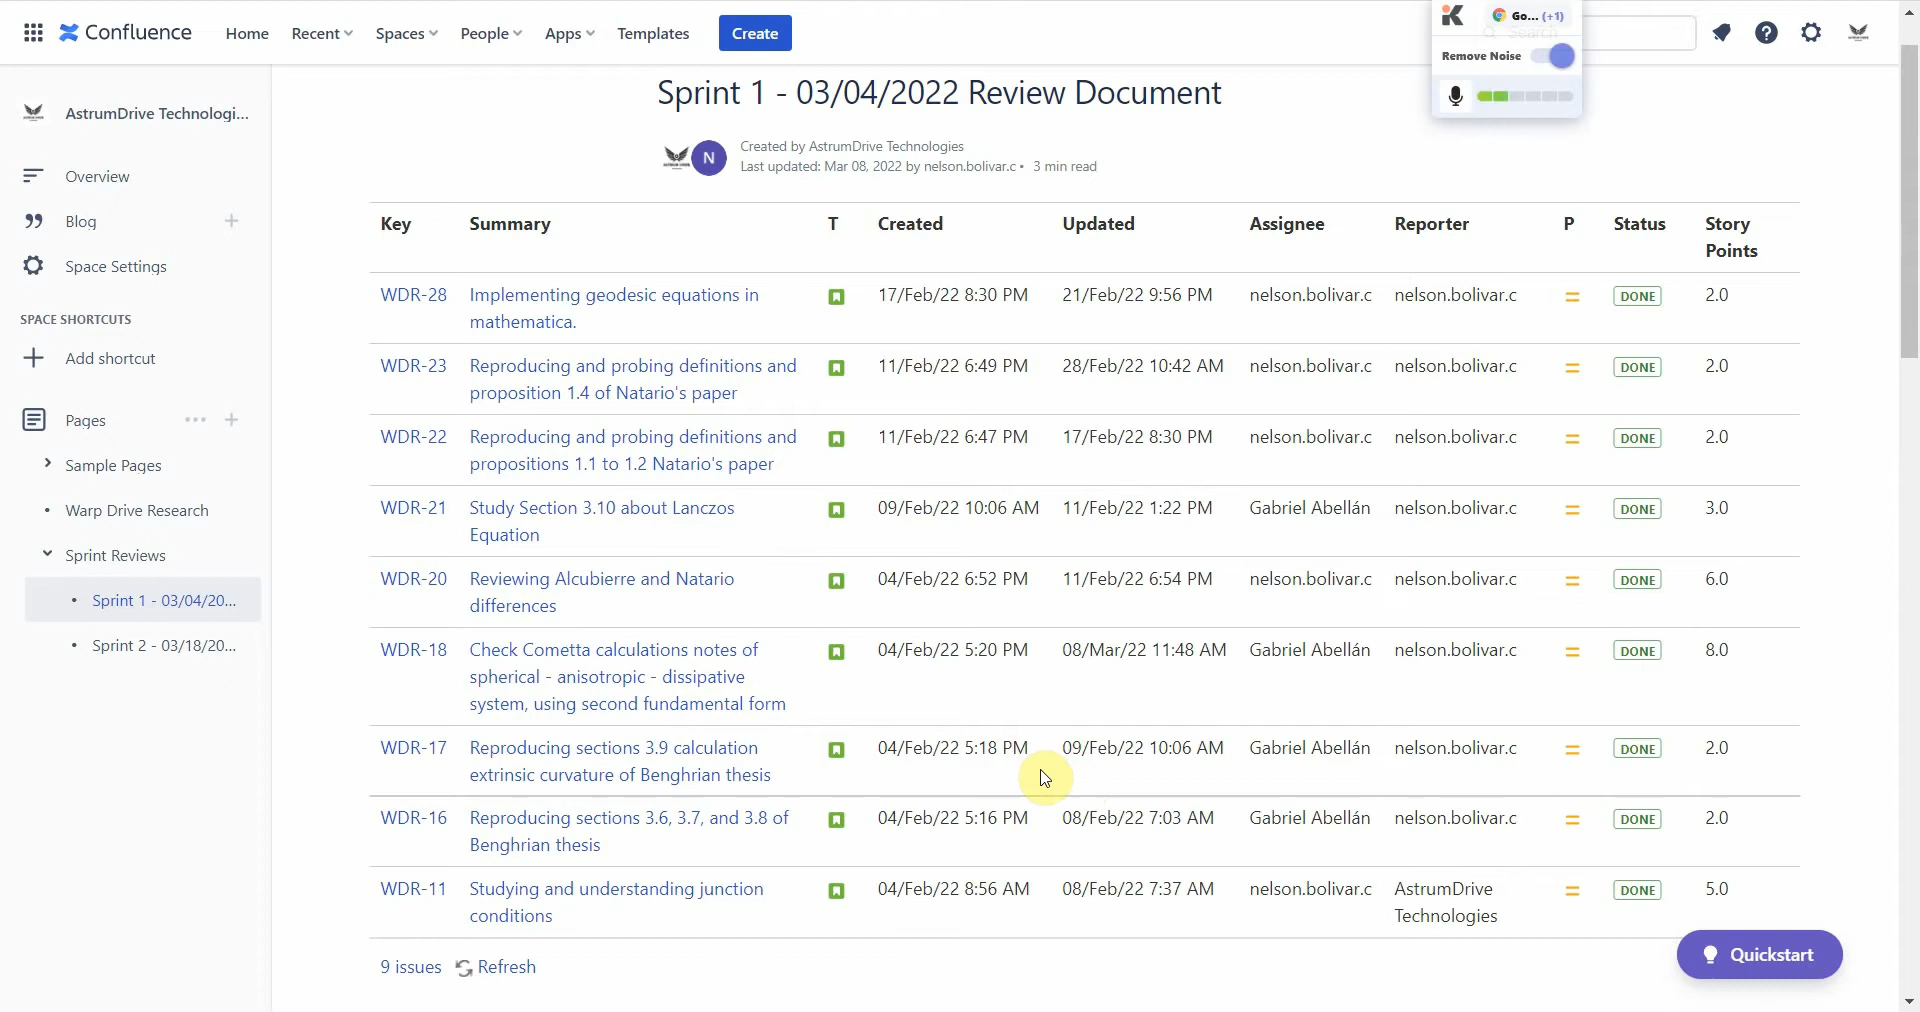 Confluence Home Recent Spaces People Apps Templates Create Search
Go... (+1)
Remove Noise
AstrumDrive Technologi...
Overview
Blog
Space Settings
SPACE SHORTCUTS
Add shortcut
Pages
Sample Pages
Warp Drive Research
Sprint Reviews
Sprint 1 - 03/04/20...
Sprint 2 - 03/18/20...
Sprint 1 - 03/04/2022 Review Document
N
Created by AstrumDrive Technologies
Last updated: Mar 08, 2022 by nelson.bolivar.c • 3 min read
Key Summary T Created Updated Assignee Reporter P Status Story
Points
WDR-28 Implementing geodesic equations in 17/Feb/22 8:30 PM 21/Feb/22 9:56 PM nelson.bolivar.c nelson.bolivar.c DONE 2.0
mathematica.
WDR-23 Reproducing and probing definitions and 11/Feb/22 6:49 PM 28/Feb/22 10:42 AM nelson.bolivar.c nelson.bolivar.c DONE 2.0
proposition 1.4 of Natario's paper
WDR-22 Reproducing and probing definitions and 11/Feb/22 6:47 PM 17/Feb/22 8:30 PM nelson.bolivar.c nelson.bolivar.c DONE 2.0
propositions 1.1 to 1.2 Natario's paper
WDR-21 Study Section 3.10 about Lanczos 09/Feb/22 10:06 AM 11/Feb/22 1:22 PM Gabriel Abellán nelson.bolivar.c DONE 3.0
Equation
WDR-20 Reviewing Alcubierre and Natario 04/Feb/22 6:52 PM 11/Feb/22 6:54 PM nelson.bolivar.c nelson.bolivar.c DONE 6.0
differences
WDR-18 Check Cometta calculations notes of 04/Feb/22 5:20 PM 08/Mar/22 11:48 AM Gabriel Abellán nelson.bolivar.c DONE 8.0
spherical - anisotropic - dissipative
system, using second fundamental form
WDR-17 Reproducing sections 3.9 calculation 04/Feb/22 5:18 PM 09/Feb/22 10:06 AM Gabriel Abellán nelson.bolivar.c DONE 2.0
extrinsic curvature of Benghrian thesis
WDR-16 Reproducing sections 3.6, 3.7, and 3.8 of 04/Feb/22 5:16 PM 08/Feb/22 7:03 AM Gabriel Abellán nelson.bolivar.c DONE 2.0
Benghrian thesis
WDR-11 Studying and understanding junction 04/Feb/22 8:56 AM 08/Feb/22 7:37 AM nelson.bolivar.c AstrumDrive DONE 5.0
conditions Technologies
9 issues Refresh
Quickstart